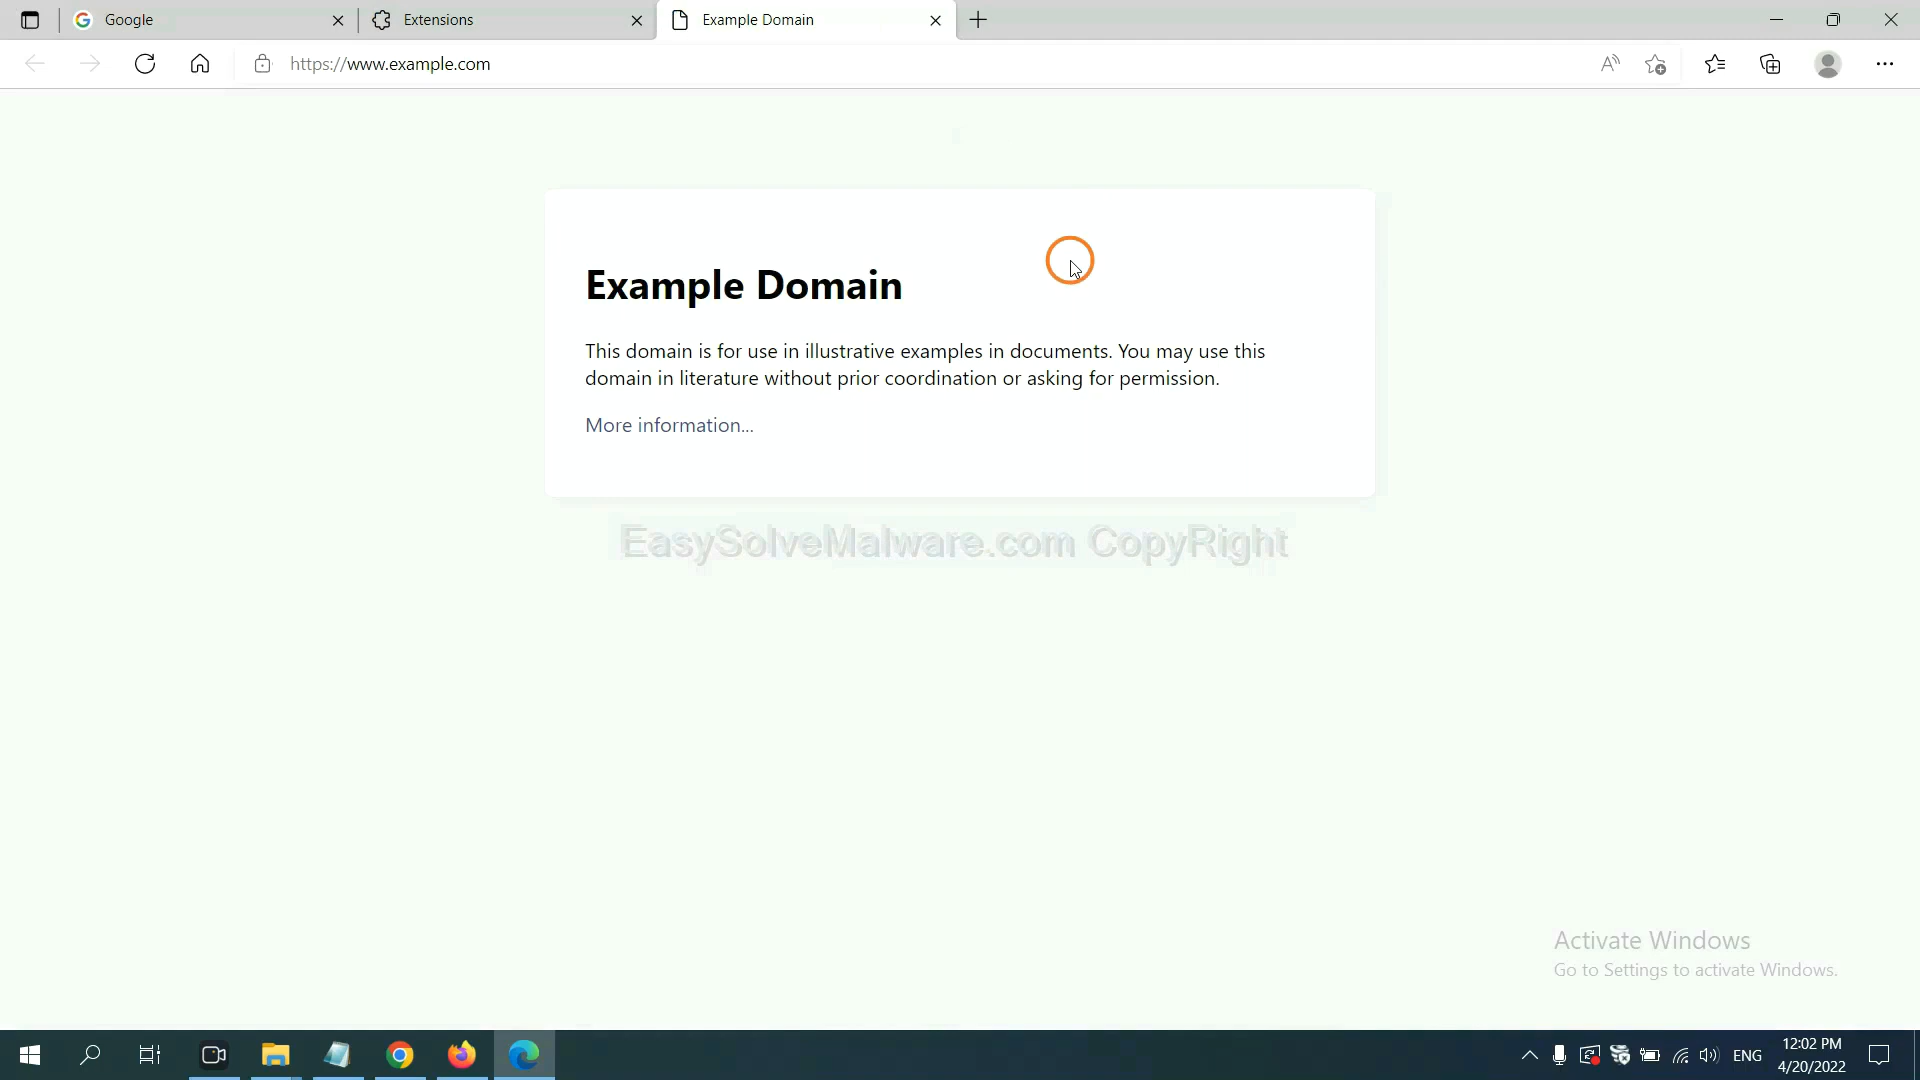 Google
Extensions
Example Domain
https://www.example.com
Example Domain
This domain is for use in illustrative examples in documents. You may use this
domain in literature without prior coordination or asking for permission.
More information...
EasySolveMalware.com CopyRight
Activate Windows
Go to Settings to activate Windows.
ENG
12:02 PM
4/20/2022